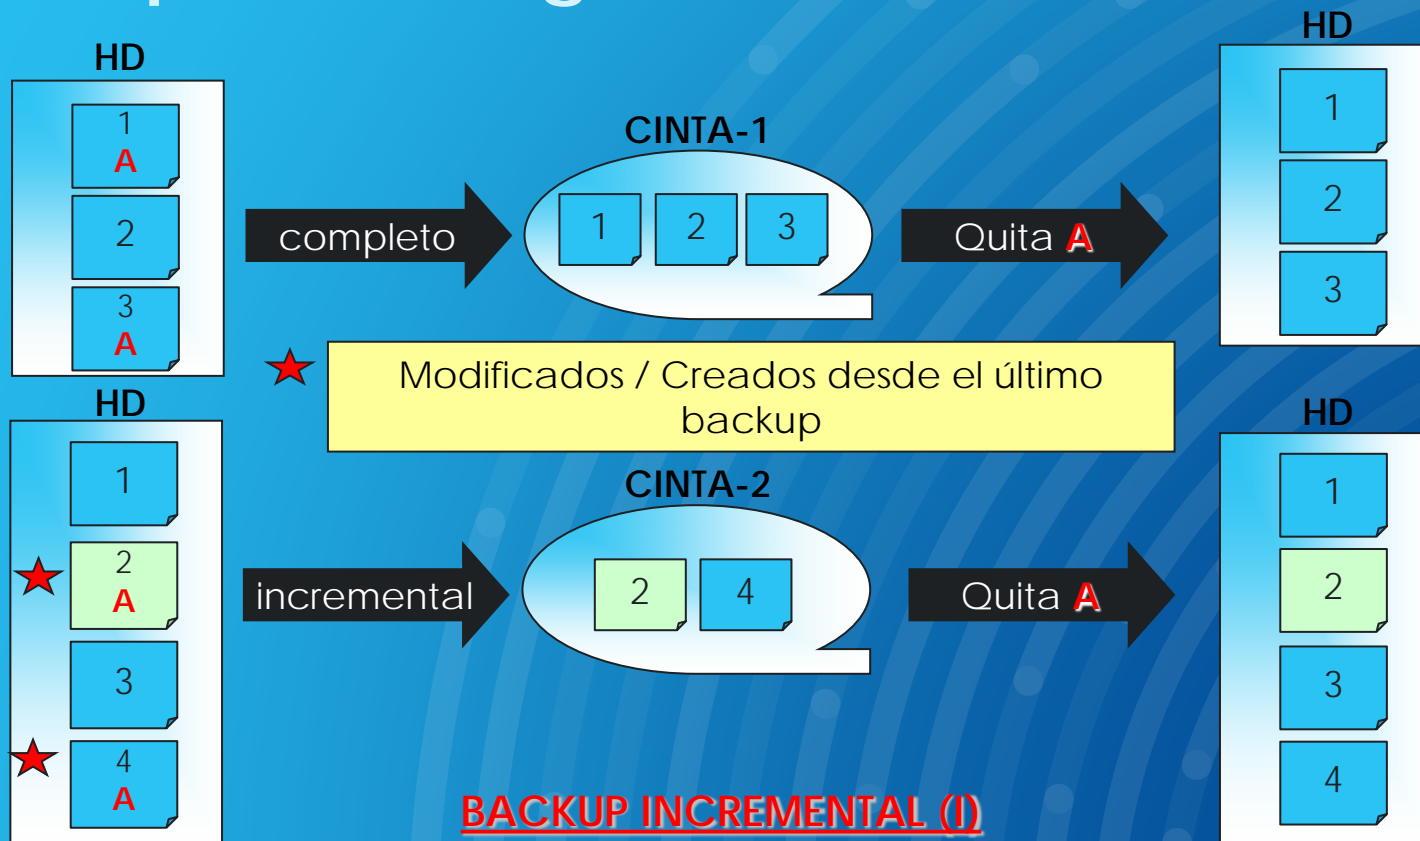 HD
1
A
2
3
A
completo
CINTA-1
1 2 3
Quita A
HD
1
2
3
Modificados / Creados desde el último
backup
HD
1
2
A
3
4
A
incremental
CINTA-2
2 4
Quita A
HD
1
2
3
4
BACKUP INCREMENTAL (I)